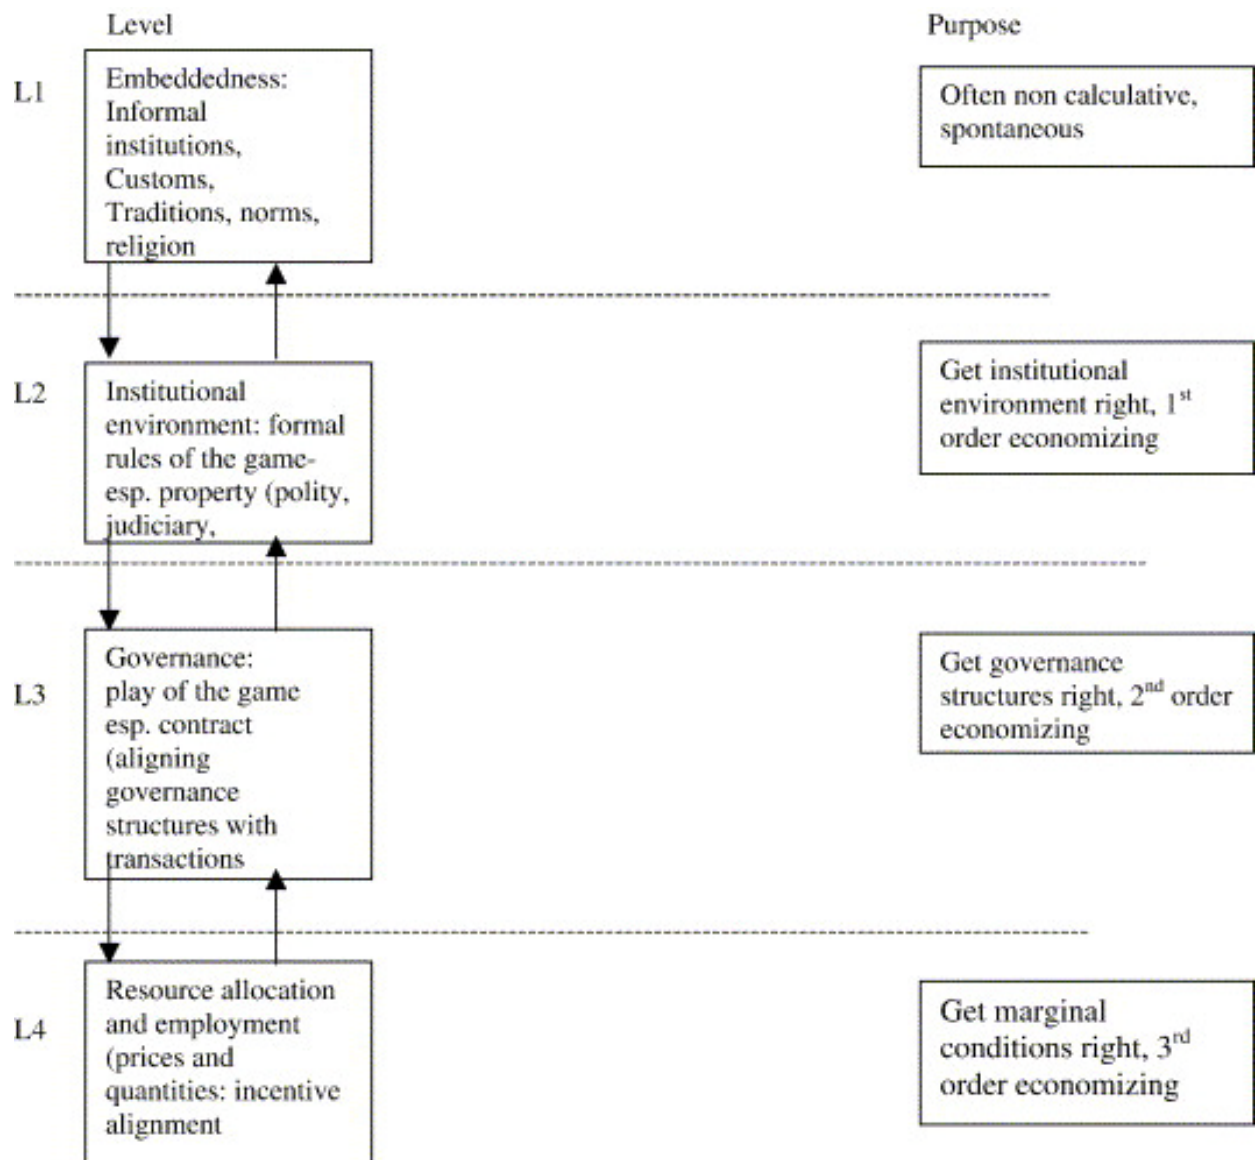 Level
Purpose
L1
Embeddedness:
Informal
institutions,
Customs,
Traditions, norms,
religion
Often non calculative,
spontaneous
L2
Institutional
environment: formal
rules of the game-
esp. property (polity,
judiciary,
Get institutional
environment right, 1st
order economizing
L3
Governance:
play of the game
esp. contract
(aligning
governance
structures with
transactions
Get governance
structures right, 2nd order
economizing
L4
Resource allocation
and employment
(prices and
quantities: incentive
alignment
Get marginal
conditions right, 3rd
order economizing